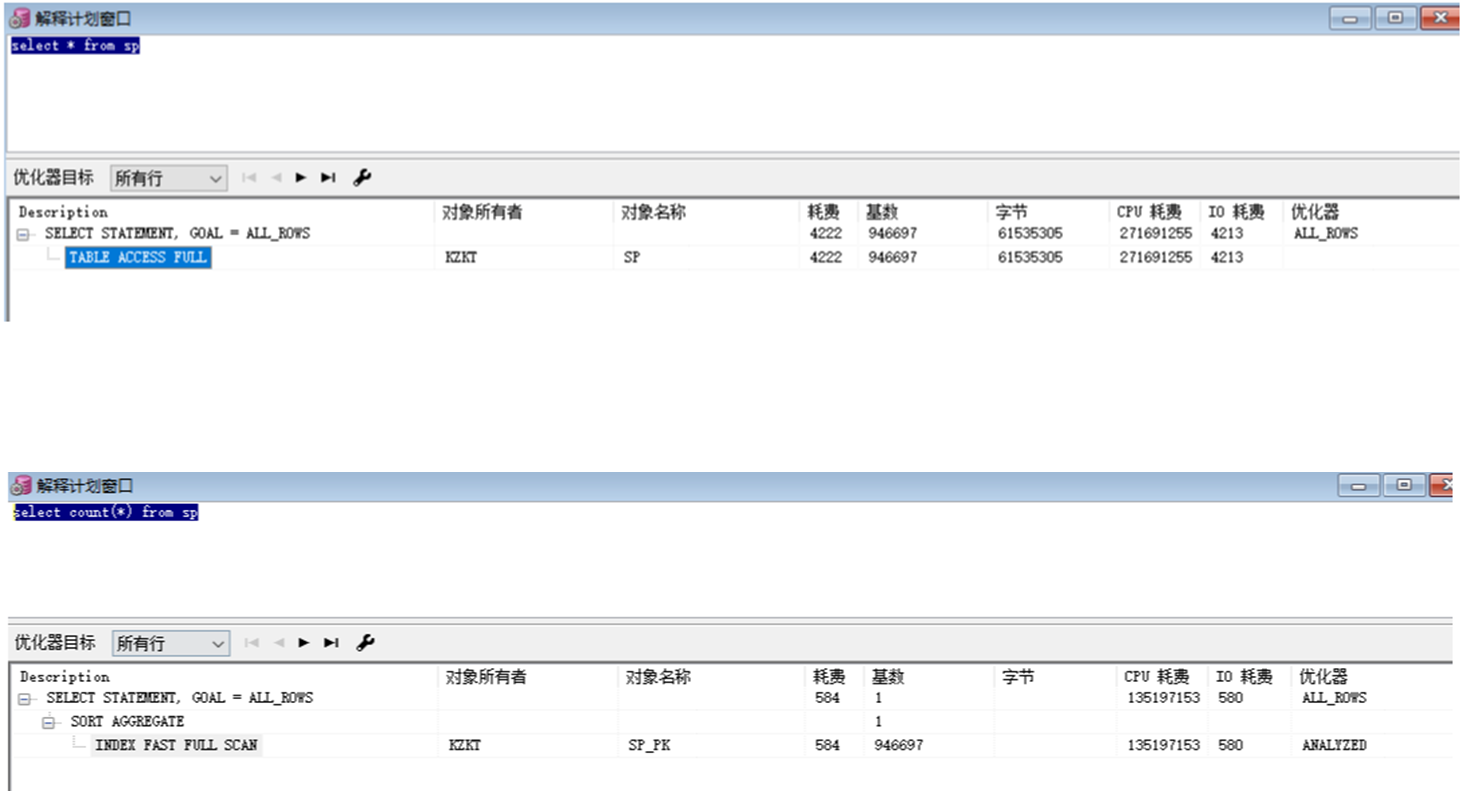 解释计划窗口
select * from sp
优化器目标 所有行
Description 对象所有者 对象名称 耗费 基数 字节 CPU 耗费 IO 耗费 优化器
SELECT STATEMENT, GOAL = ALL_ROWS 4222 946697 61535305 271691255 4213 ALL_ROWS
TABLE ACCESS FULL KZKT SP 4222 946697 61535305 271691255 4213
解释计划窗口
select count(*) from sp
优化器目标 所有行
Description 对象所有者 对象名称 耗费 基数 字节 CPU 耗费 IO 耗费 优化器
SELECT STATEMENT, GOAL = ALL_ROWS 584 1 135197153 580 ALL_ROWS
SORT AGGREGATE 1
INDEX FAST FULL SCAN KZKT SP_PK 584 946697 135197153 580 ANALYZED